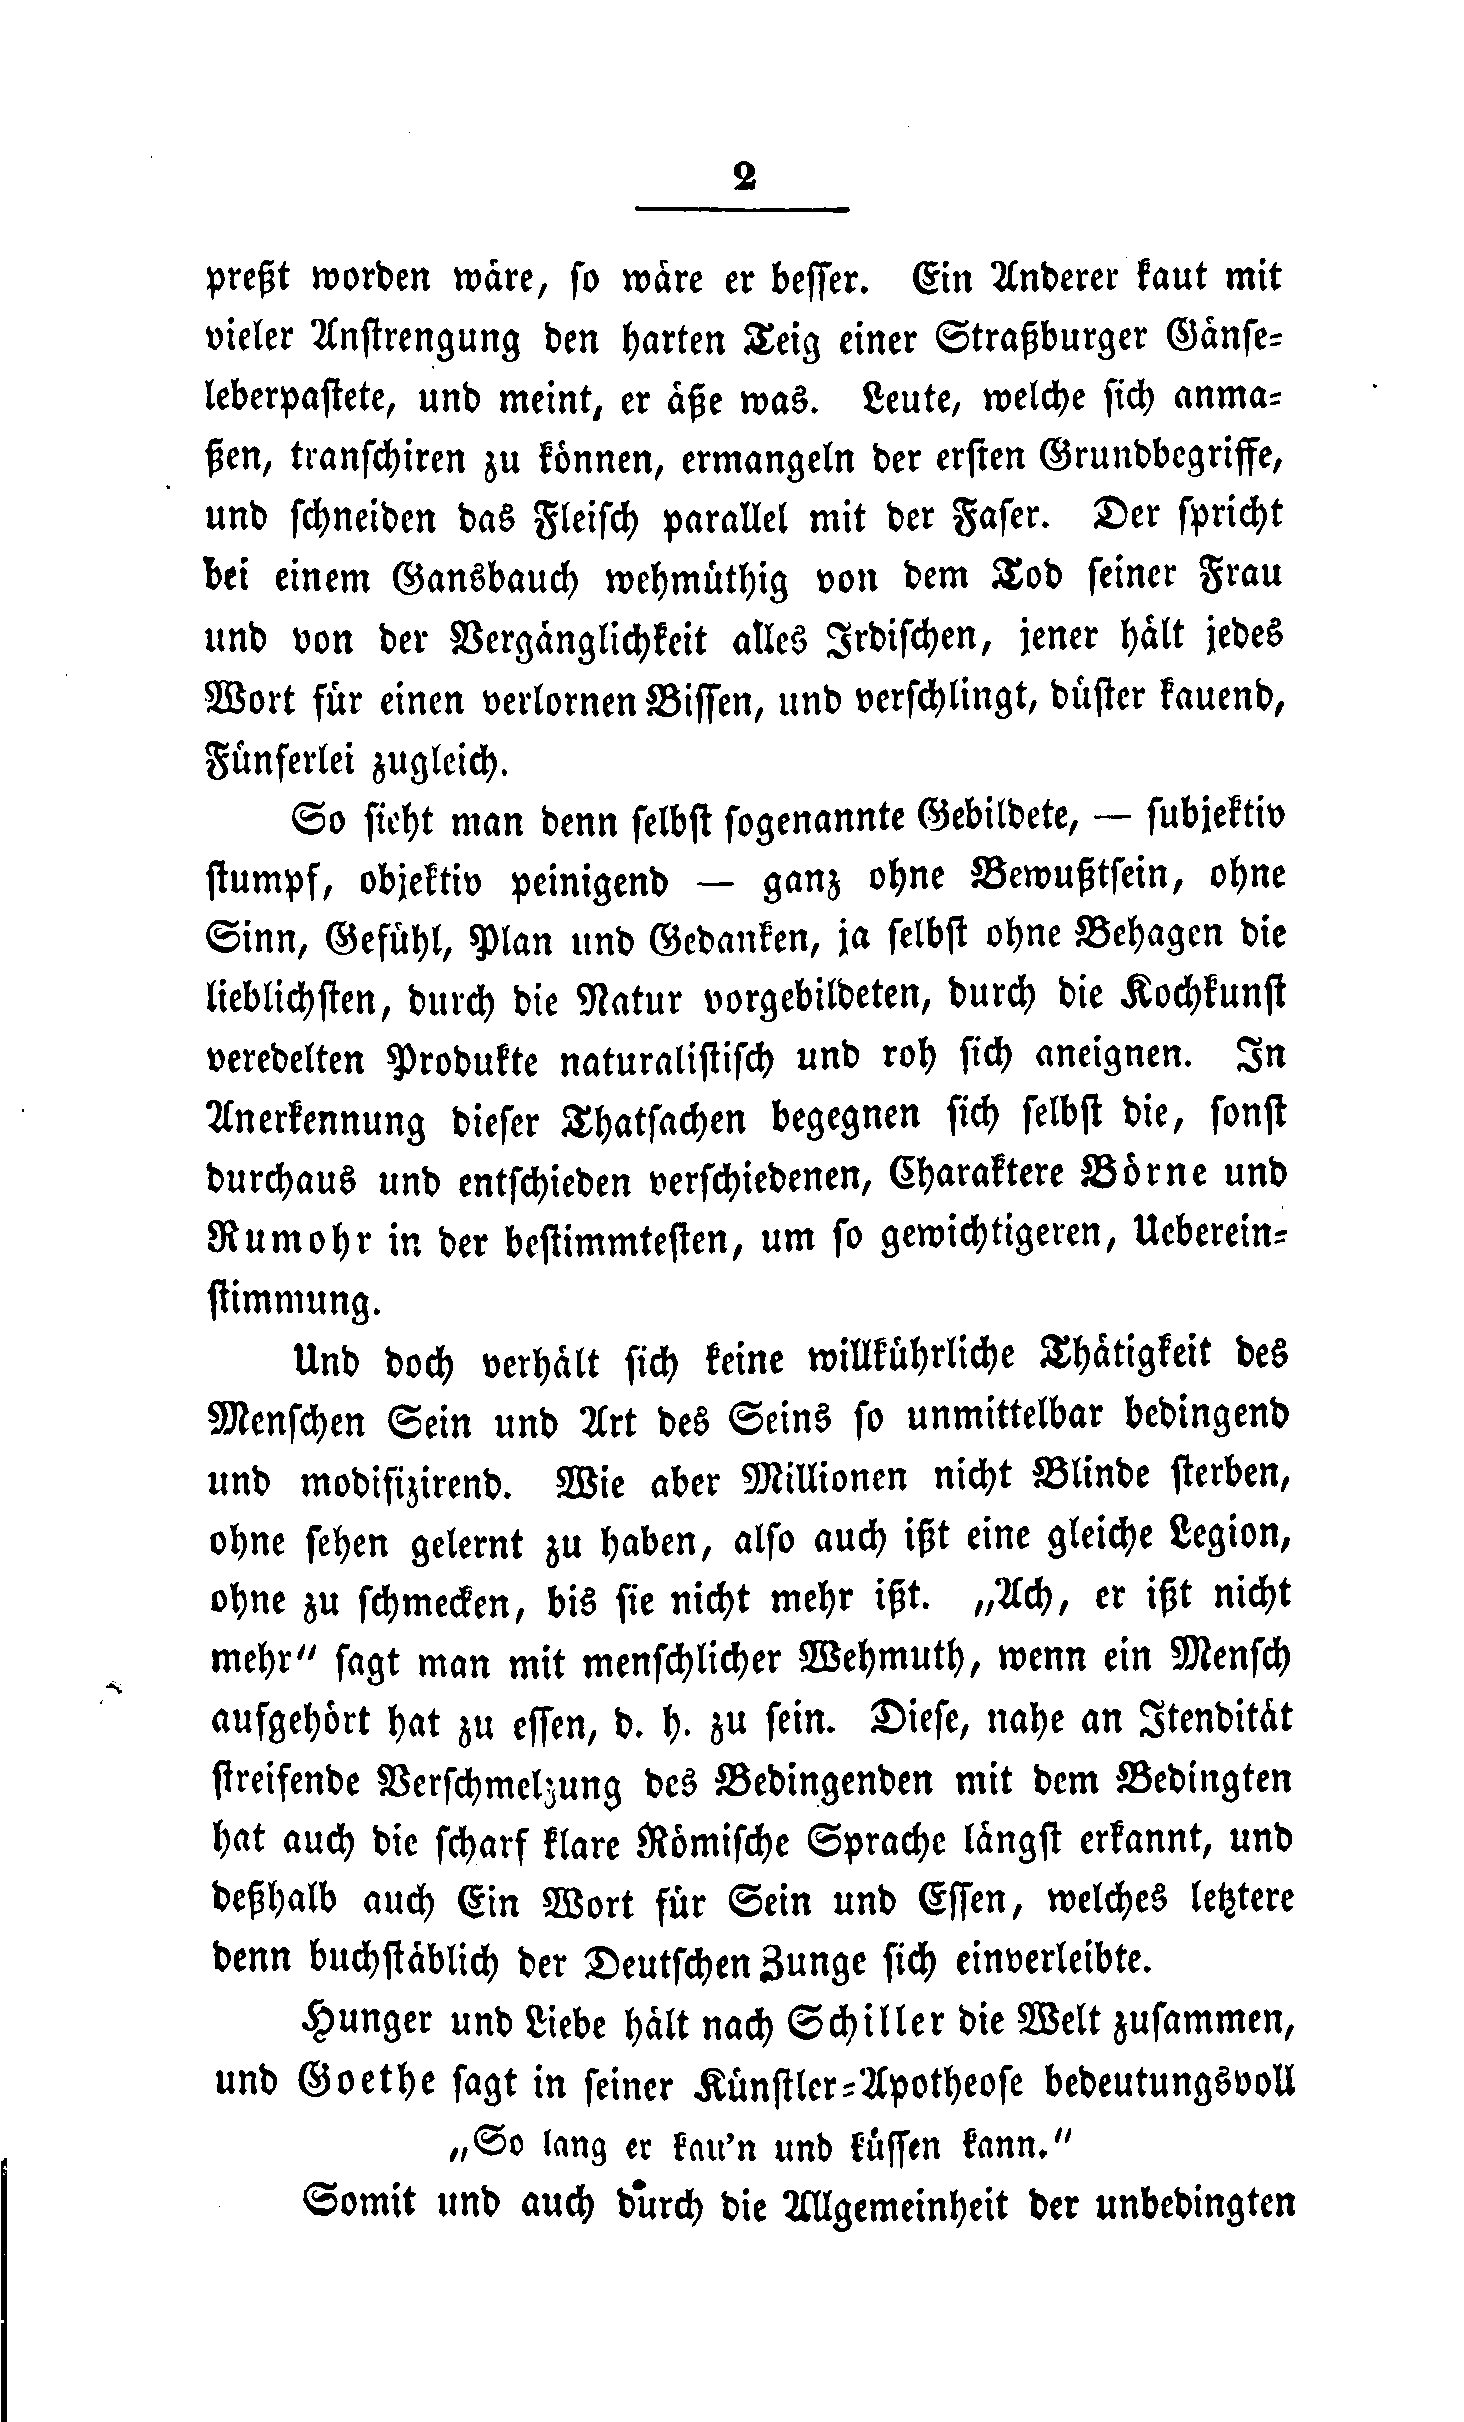 2
preßt worden wäre, so wäre er besser. Ein Anderer kaut mit
vieler Anstrengung den harten Teig einer Straßburger Gänse-
leberpastete, und meint, er äße was. Leute, welche sich anma-
ßen, transchiren zu können, ermangeln der ersten Grundbegriffe,
und schneiden das Fleisch parallel mit der Faser. Der spricht
bei einem Gansbauch wehmüthig von dem Tod seiner Frau
und von der Vergänglichkeit alles Irdischen, jener hält jedes
Wort für einen verlornen Bissen, und verschlingt, düster kauend,
Fünferlei zugleich.
So sieht man denn selbst sogenannte Gebildete, — subjektiv
stumpf, objektiv peinigend — ganz ohne Bewußtsein, ohne
Sinn, Gefühl, Plan und Gedanken, ja selbst ohne Behagen die
lieblichsten, durch die Natur vorgebildeten, durch die Kochkunst
veredelten Produkte naturalistisch und roh sich aneignen. In
Anerkennung dieser Thatsachen begegnen sich selbst die, sonst
durchaus und entschieden verschiedenen, Charaktere Börne und
Rumohr in der bestimmtesten, um so gewichtigeren, Ueberein-
stimmung.
Und doch verhält sich keine willkührliche Thätigkeit des
Menschen Sein und Art des Seins so unmittelbar bedingend
und modifizirend. Wie aber Millionen nicht Blinde sterben,
ohne sehen gelernt zu haben, also auch ißt eine gleiche Legion,
ohne zu schmecken, bis sie nicht mehr ißt. „Ach, er ißt nicht
mehr“ sagt man mit menschlicher Wehmuth, wenn ein Mensch
aufgehört hat zu essen, d. h. zu sein. Diese, nahe an Itendität
streifende Verschmelzung des Bedingenden mit dem Bedingten
hat auch die scharf klare Römische Sprache längst erkannt, und
deßhalb auch Ein Wort für Sein und Essen, welches letztere
denn buchstäblich der Deutschen Zunge sich einverleibte.
Hunger und Liebe hält nach Schiller die Welt zusammen,
und Goethe sagt in seiner Künstler-Apotheose bedeutungsvoll
„So lang er kau'n und küssen kann.“
Somit und auch durch die Allgemeinheit der unbedingten